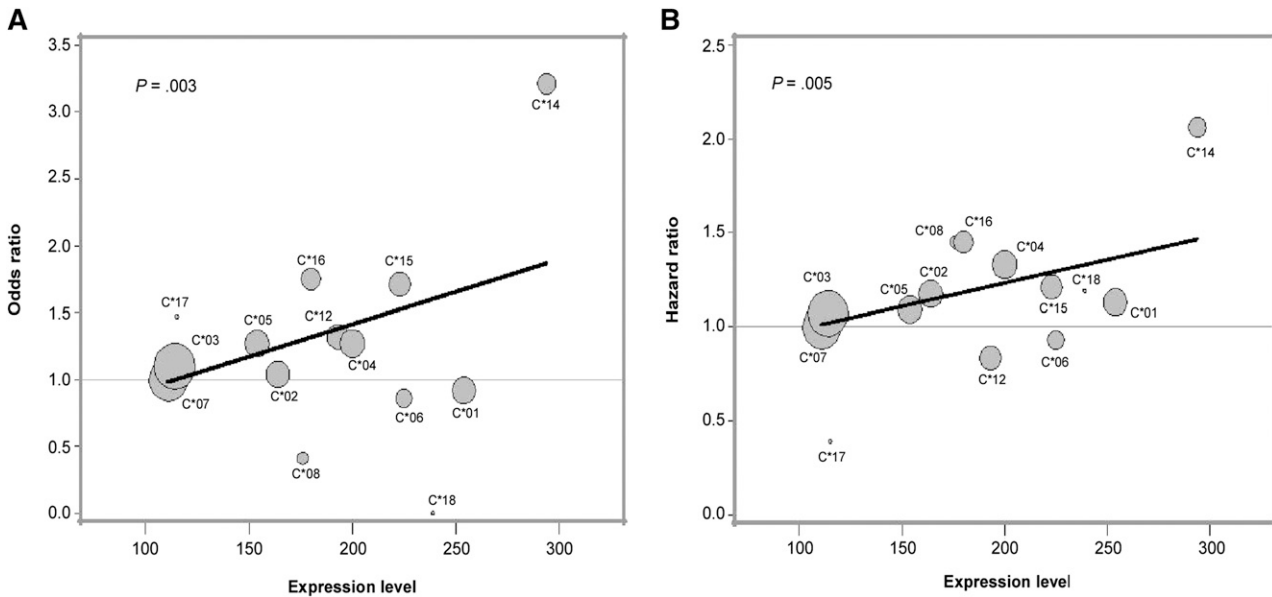 A
3.5
3.0
2.5
2.0
1.5
1.0
0.5
0.0
Odds ratio
P = .003
C*14
C*16
C*15
C*17
C*12
C*05
C*03
C*04
C*02
C*07
C*06
C*01
C*08
C*18
100 150 200 250 300
Expression level
B
2.5
2.0
1.5
1.0
0.5
0.0
Hazard ratio
P = .005
C*14
C*16
C*08
C*04
C*02
C*03
C*18
C*05
C*15
C*01
C*07
C*06
C*12
C*17
100 150 200 250 300
Expression level